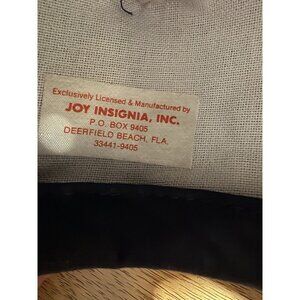 Exclusively Licensed & Manufactured by
JOY INSIGNIA, INC.
P.O. BOX 9405
DEERFIELD BEACH, FLA.
33441-9405